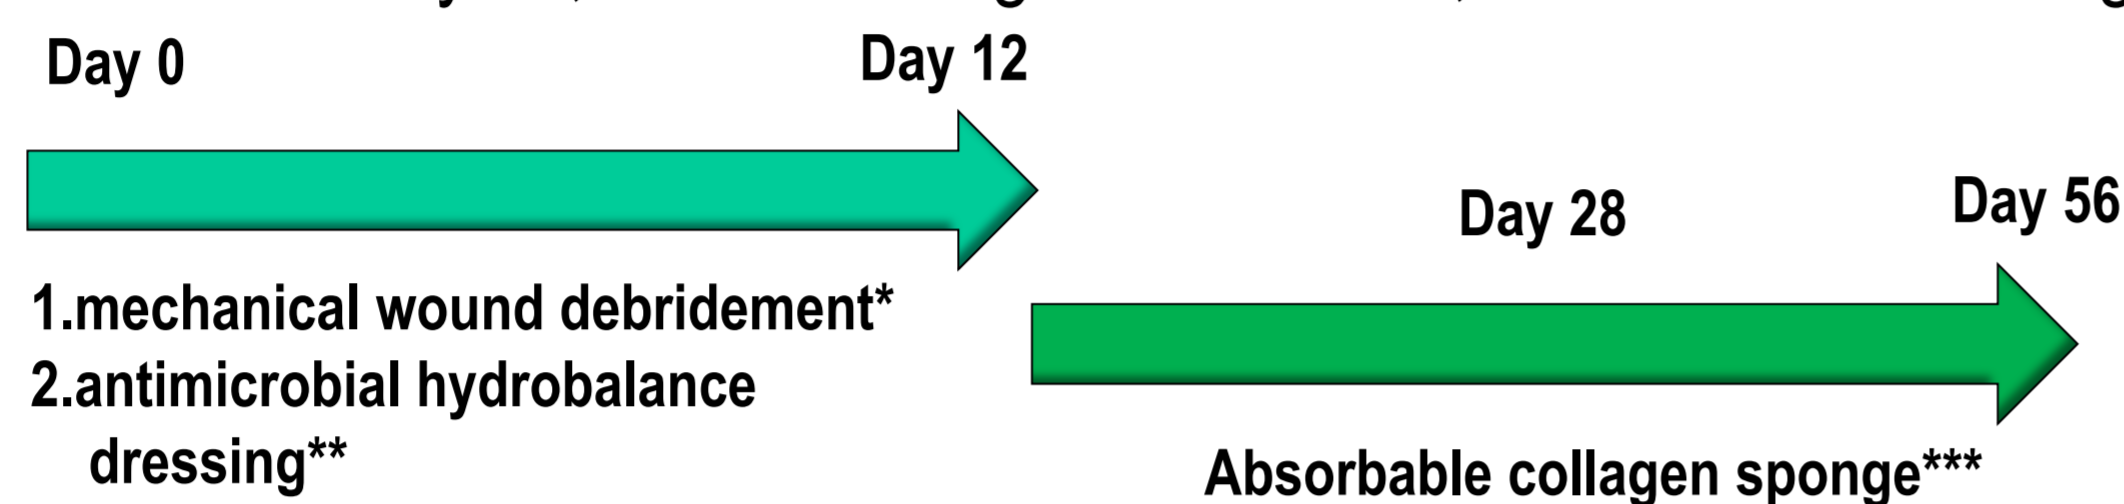 Day 0
Day 12
1.mechanical wound debridement*
2.antimicrobial hydrobalance
dressing**
Day 28
Day 56
Absorbable collagen sponge***